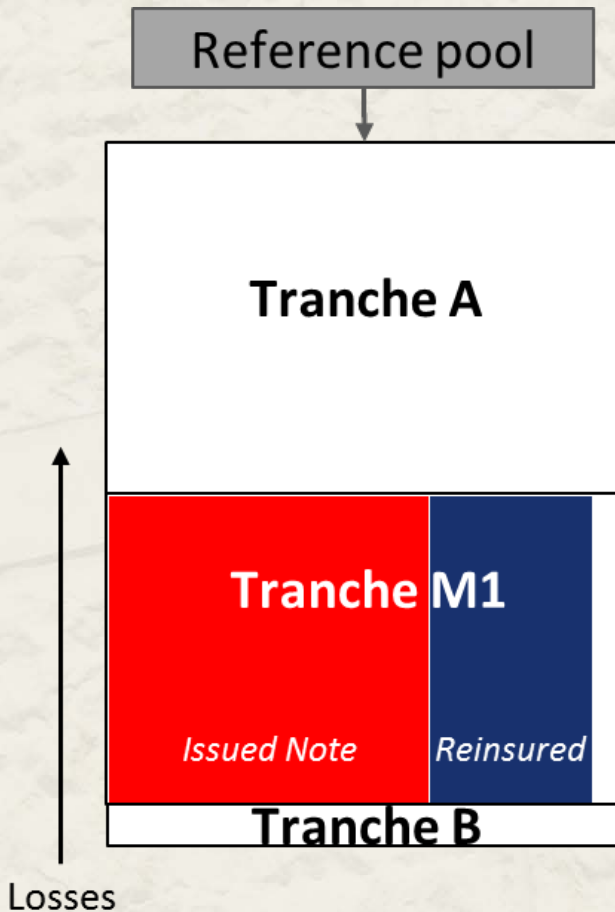 Reference pool
Tranche A
Tranche M1
Issued Note
Reinsured
Tranche B
Losses